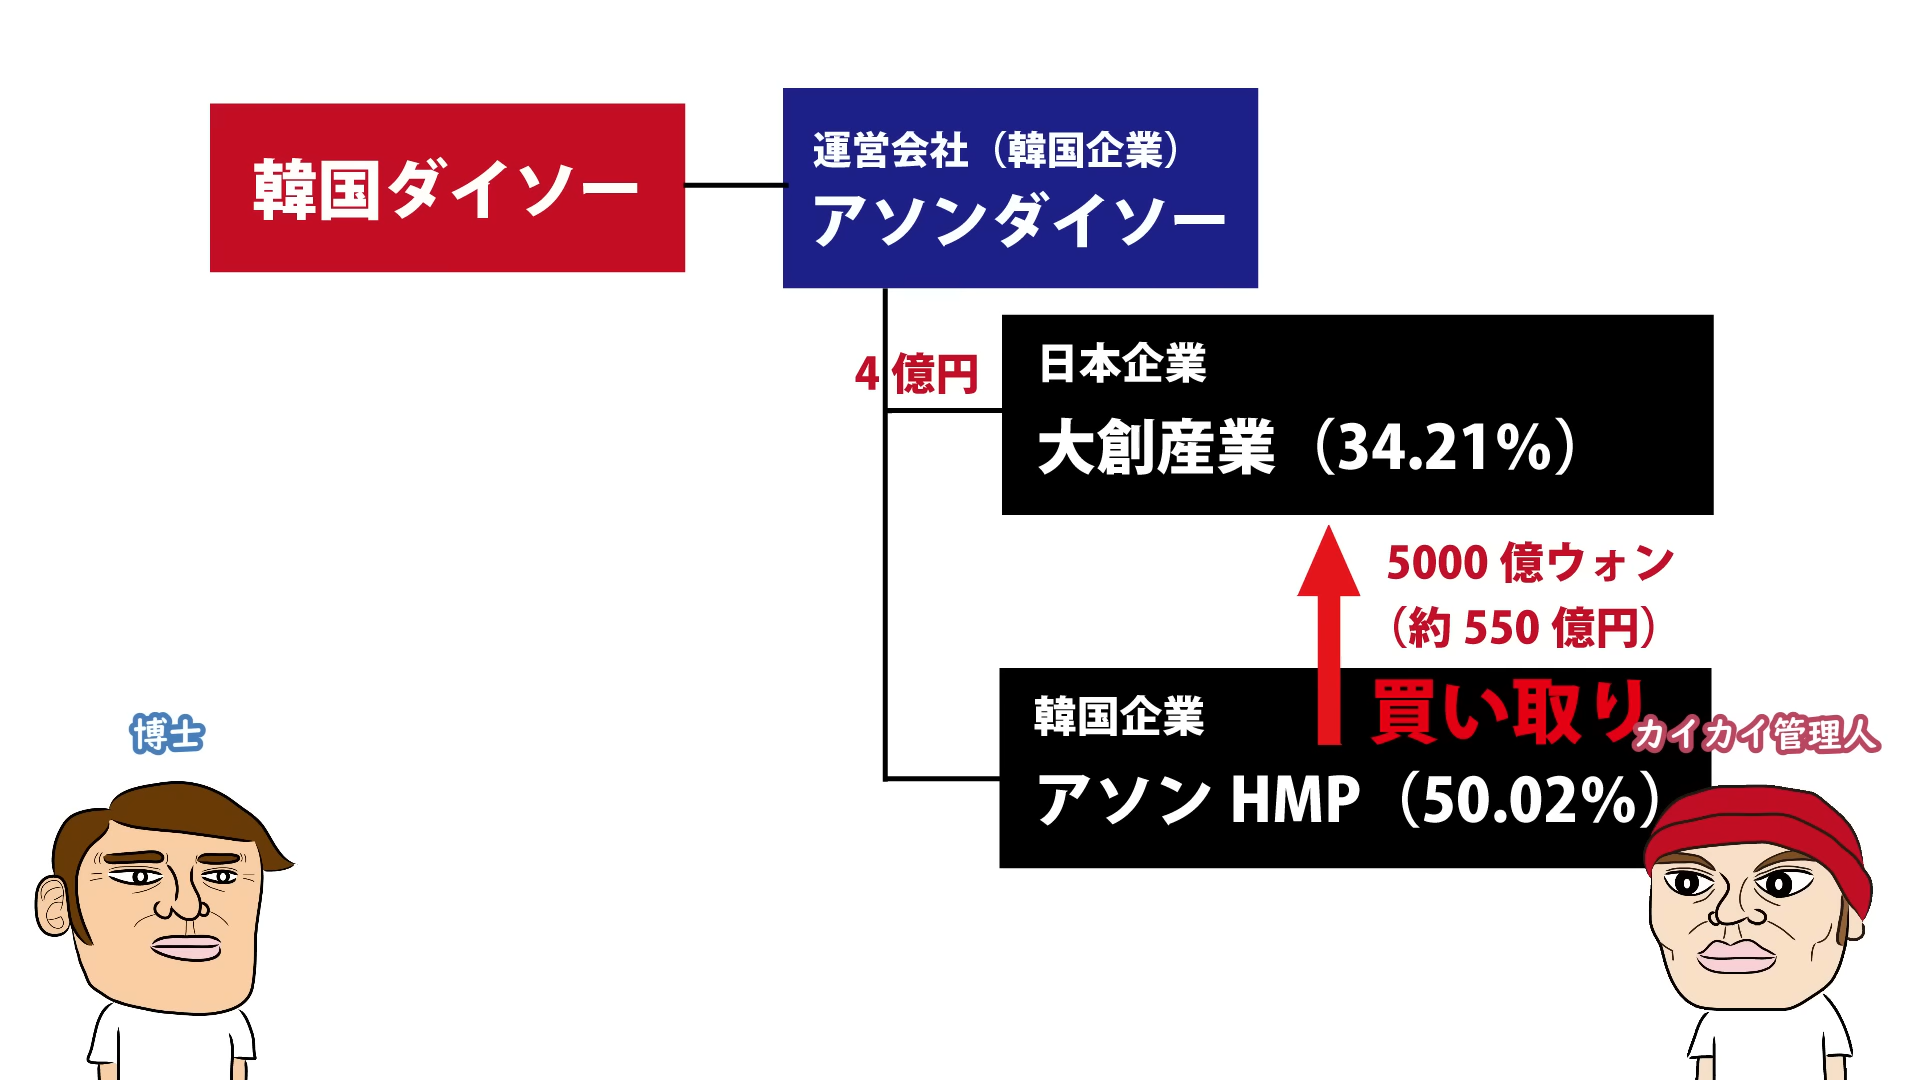 韓国ダイソー
運営会社（韓国企業）
アソンダイソー
4億円
日本企業
大創産業（34.21%）
5000億ウォン
（約550億円）
韓国企業
買い取り
アソンHMP（50.02%）
博士
カイカイ管理人